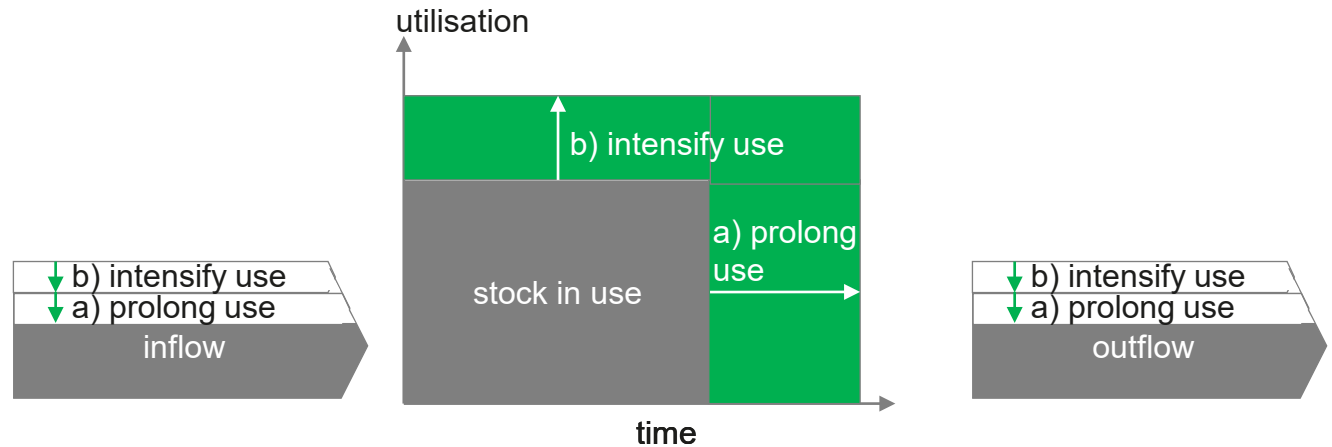 utilisation
b) intensify use
a) prolong
use
stock in use
b) intensify use
a) prolong use
inflow
b) intensify use
a) prolong use
outflow
time